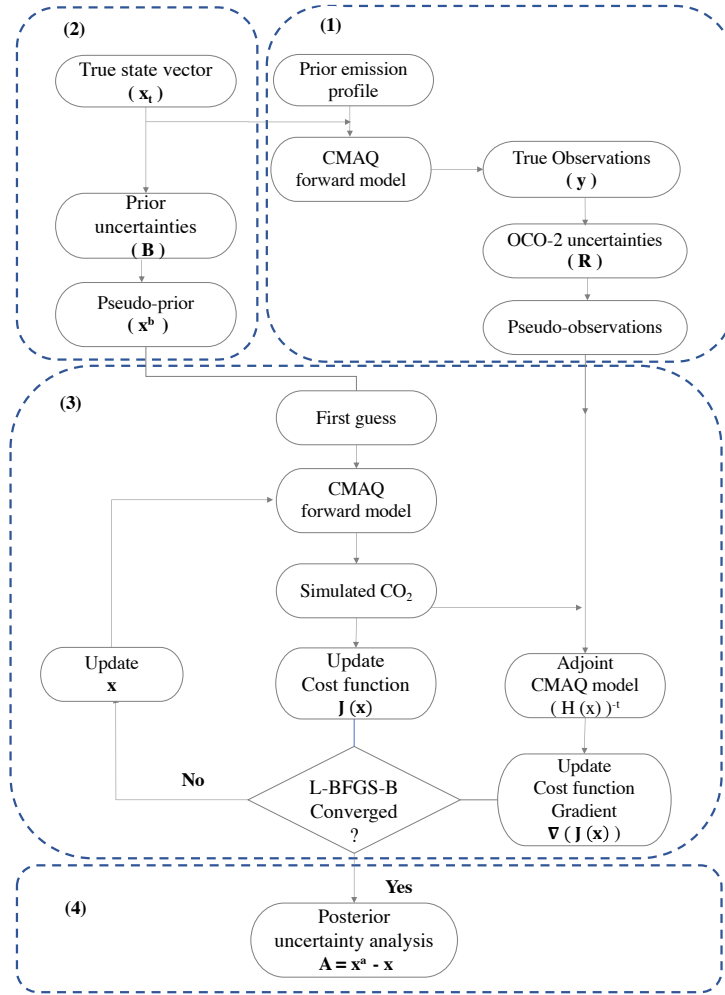 (2)
True state vector
( xₜ )
Prior
uncertainties
( B )
Pseudo-prior
( xᵇ )
(1)
Prior emission
profile
CMAQ
forward model
True Observations
( y )
OCO-2 uncertainties
( R )
Pseudo-observations
(3)
First guess
CMAQ
forward model
Simulated CO₂
Update
Cost function
J (x)
Update
x
Adjoint
CMAQ model
( H (x) )⁻ᵗ
Update
Cost function
Gradient
∇ ( J (x) )
No
L-BFGS-B
Converged
?
Yes
(4)
Posterior
uncertainty analysis
A = xᵃ - x